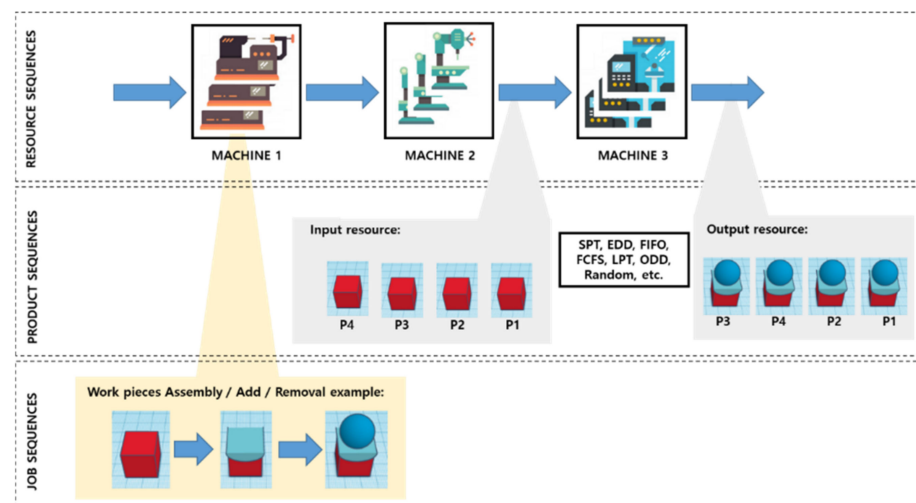 RESOURCE SEQUENCES
MACHINE 1
MACHINE 2
MACHINE 3
PRODUCT SEQUENCES
Input resource:
P4
P3
P2
P1
SPT, EDD, FIFO,
FCFS, LPT, ODD,
Random, etc.
Output resource:
P3
P4
P2
P1
JOB SEQUENCES
Work pieces Assembly / Add / Removal example: